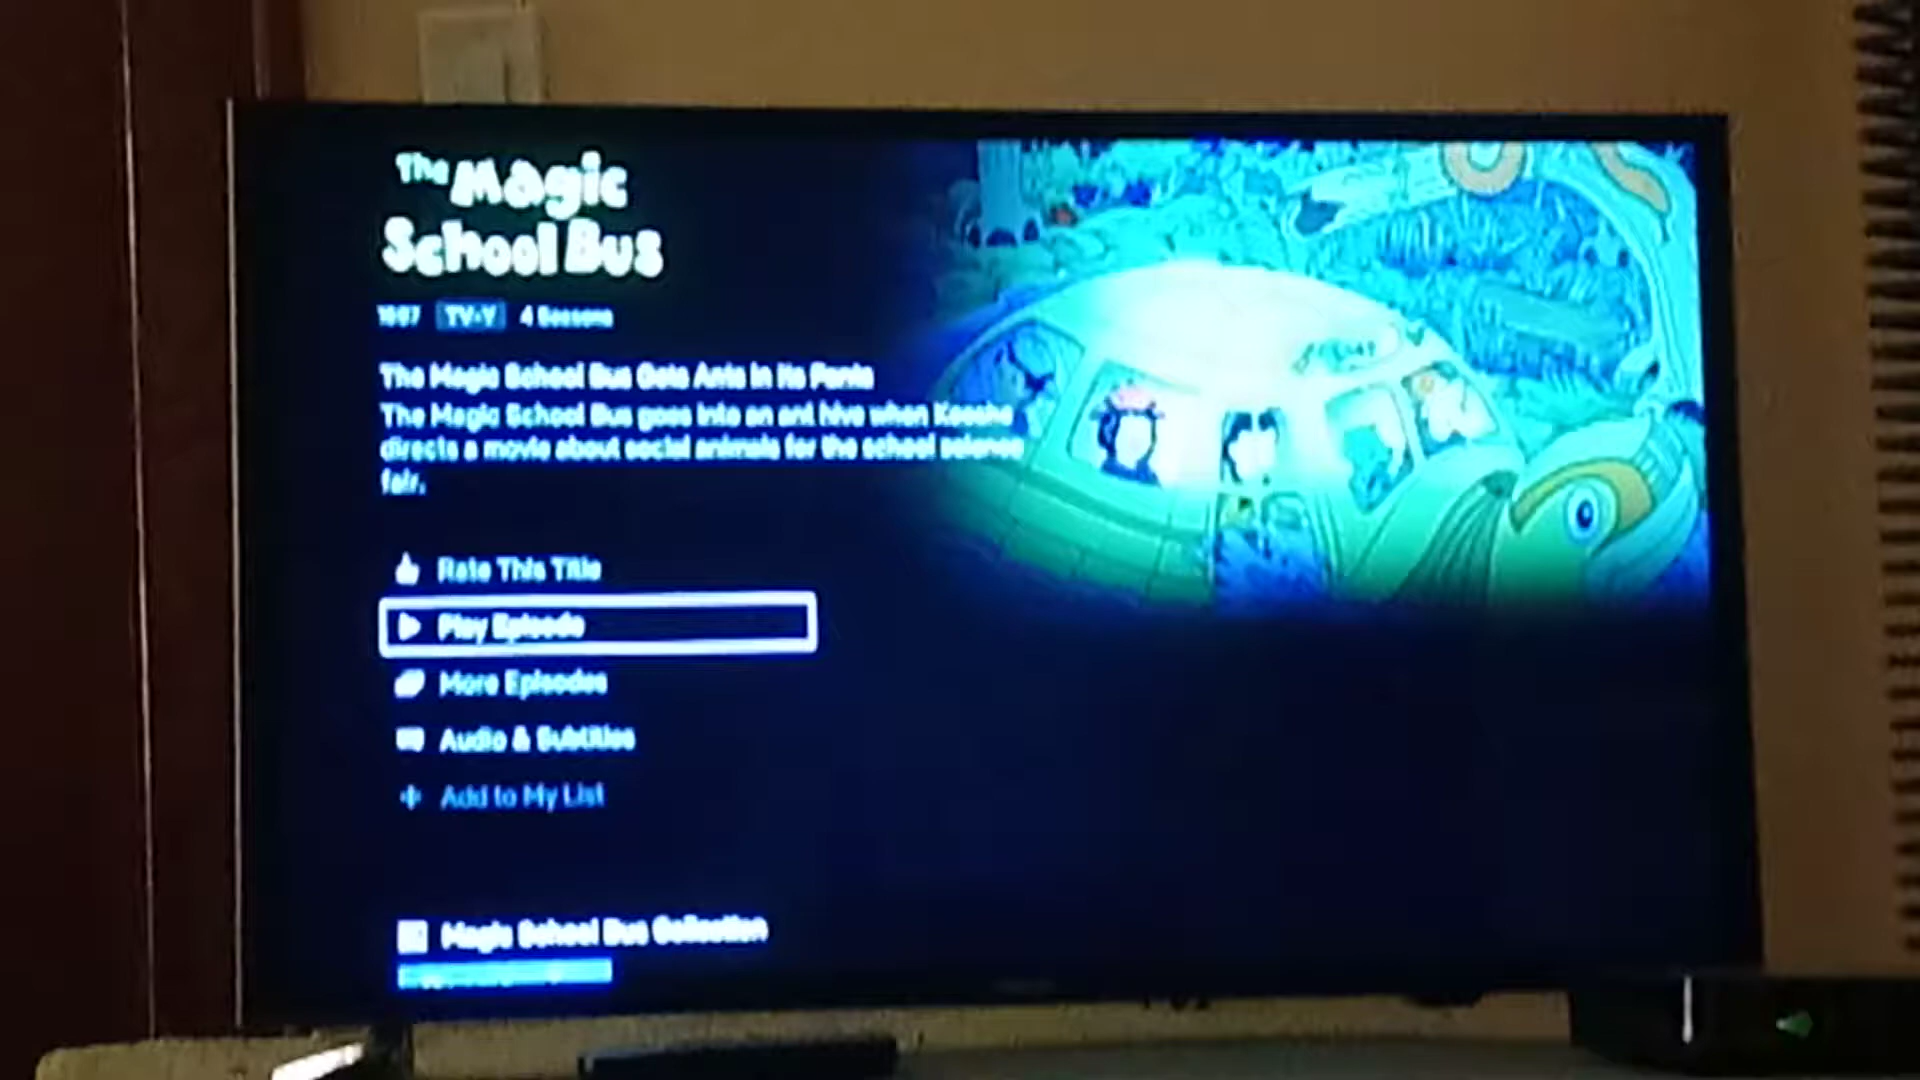 The Magic
School Bus
1997 TV-Y 4 Seasons
The Magic School Bus Gets Ants in Its Pants
The Magic School Bus goes into an ant hive when Keesha
directs a movie about social animals for the school science
fair.
Rate This Title
Play Episode
More Episodes
Audio & Subtitles
Add to My List
Magic School Bus Collection